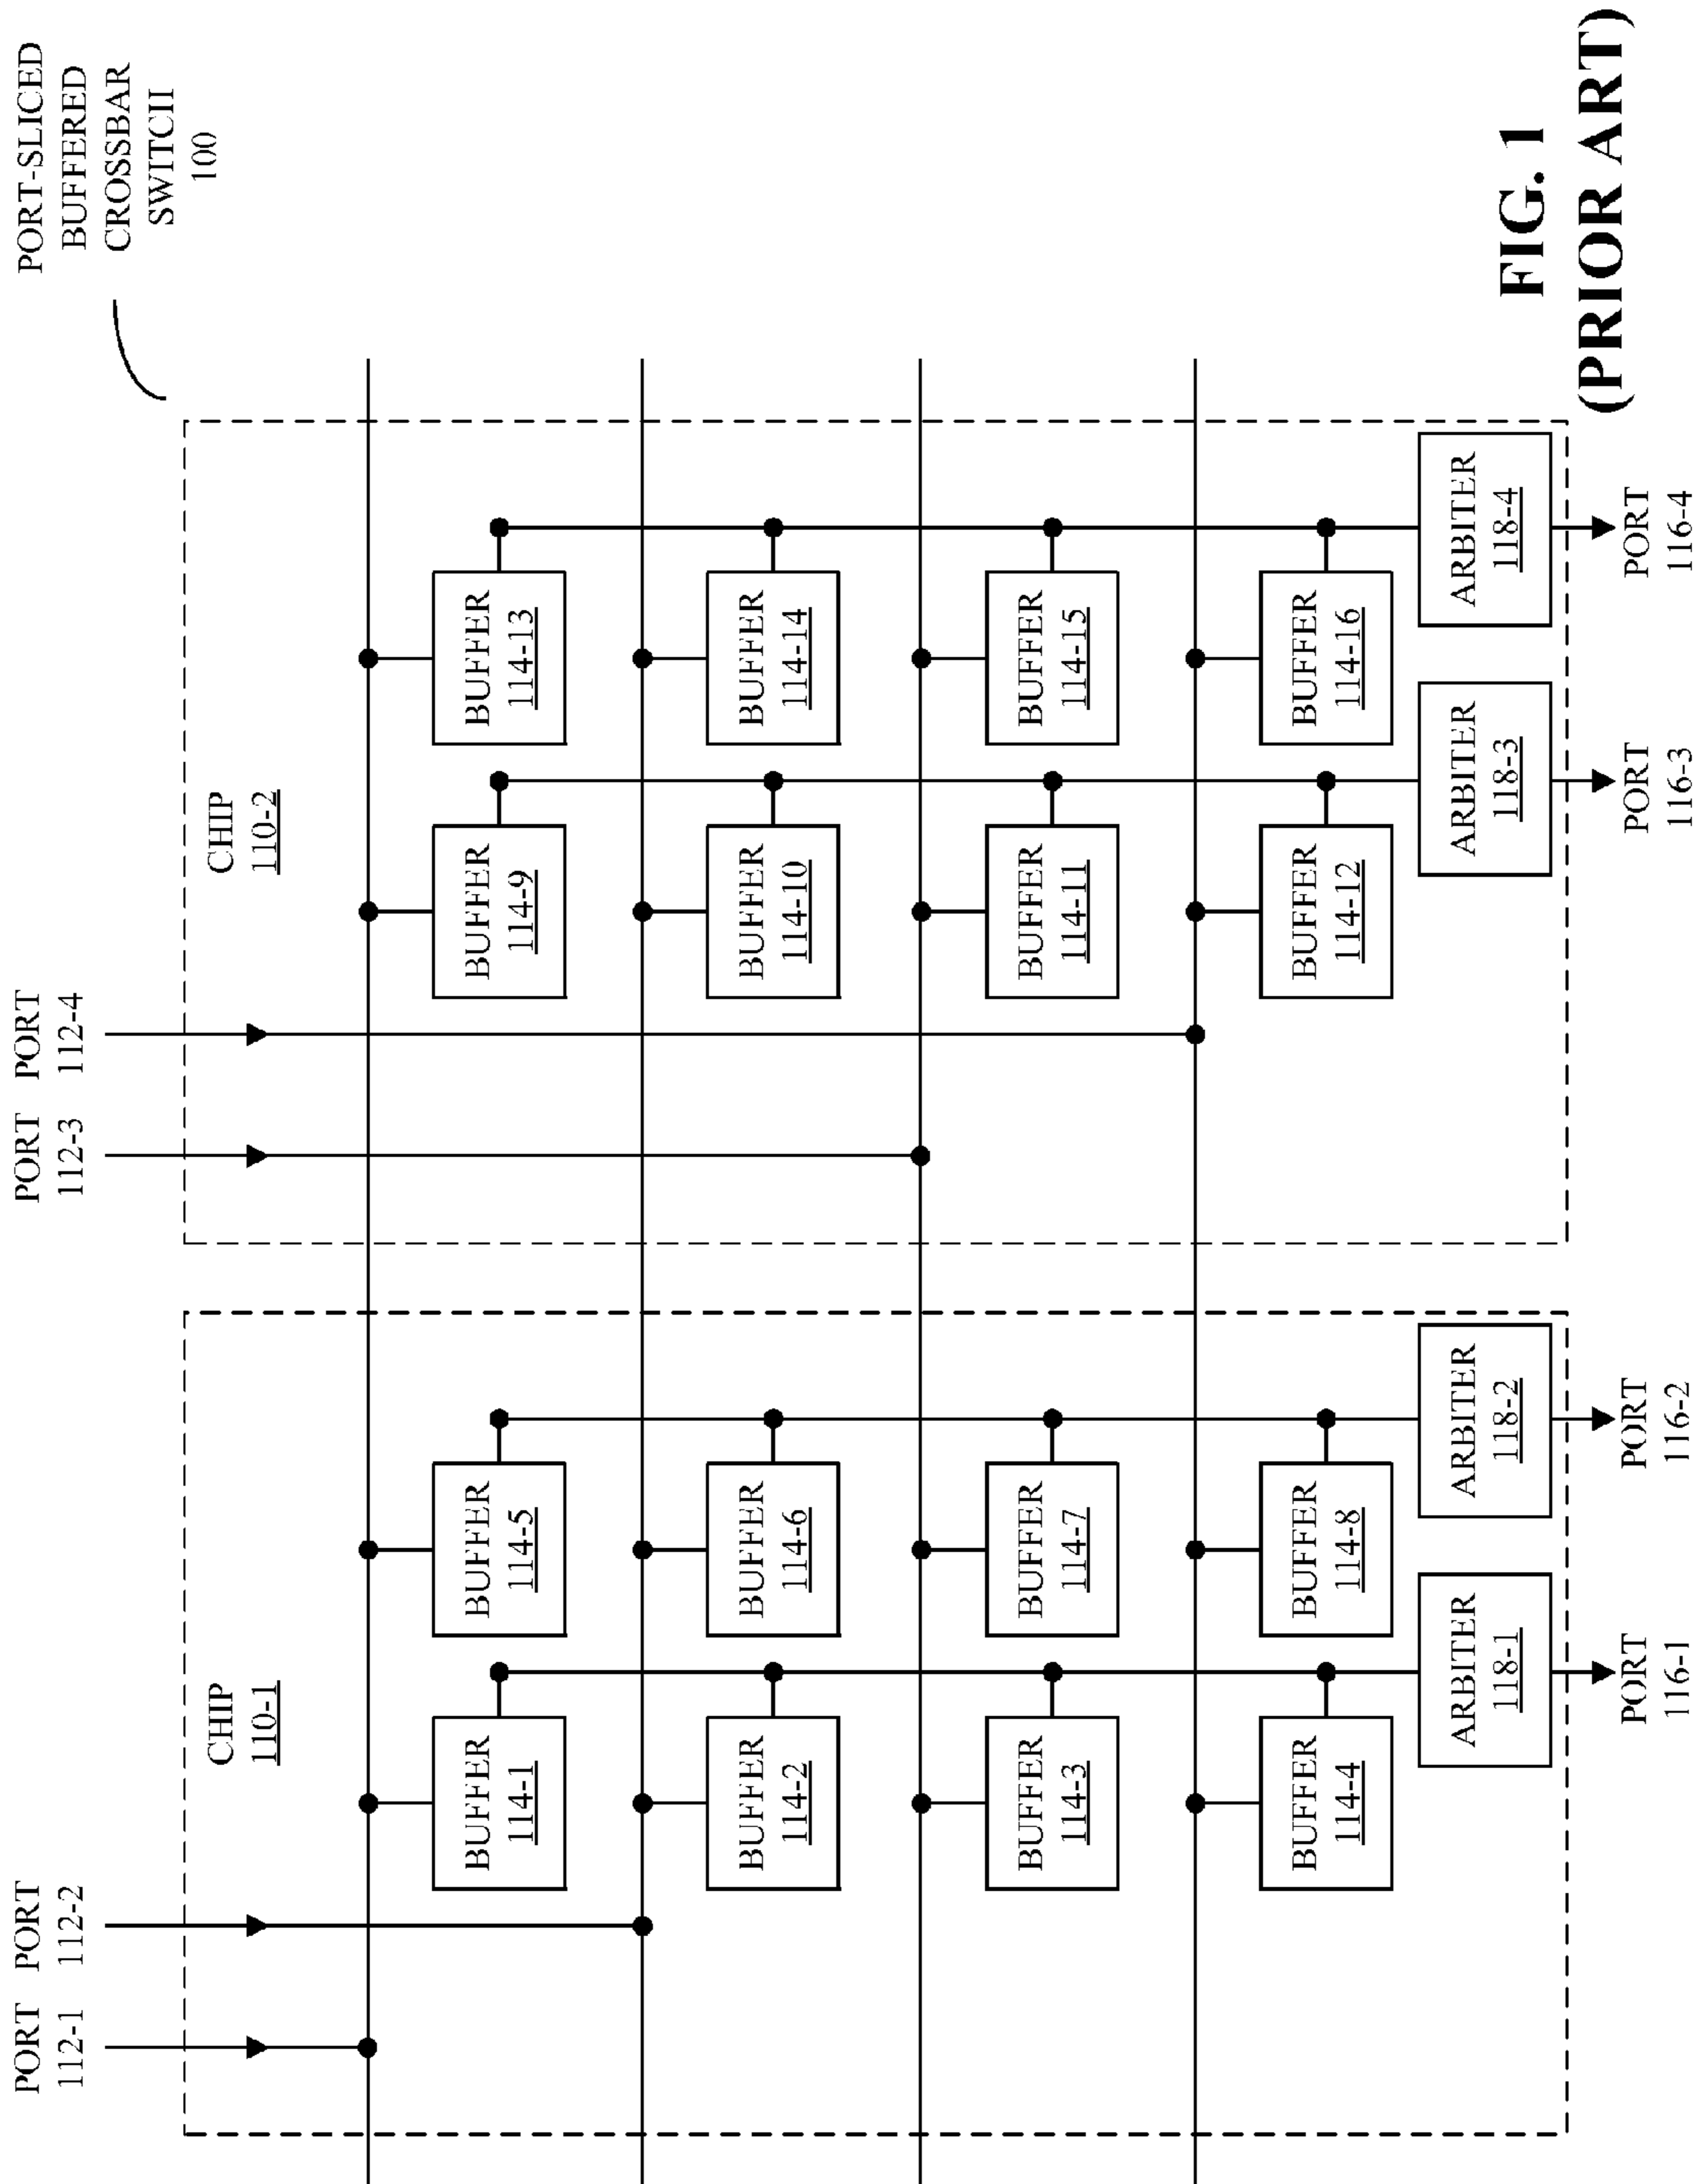 PORT
112-1
PORT
112-2
PORT
112-3
PORT
112-4
PORT-SLICED
BUFFERED
CROSSBAR
SWITCH
100
CHIP
110-1
CHIP
110-2
BUFFER
114-1
BUFFER
114-5
BUFFER
114-9
BUFFER
114-13
BUFFER
114-2
BUFFER
114-6
BUFFER
114-10
BUFFER
114-14
BUFFER
114-3
BUFFER
114-7
BUFFER
114-11
BUFFER
114-15
BUFFER
114-4
BUFFER
114-8
BUFFER
114-12
BUFFER
114-16
ARBITER
118-1
ARBITER
118-2
ARBITER
118-3
ARBITER
118-4
PORT
116-1
PORT
116-2
PORT
116-3
PORT
116-4
FIG. 1
(PRIOR ART)